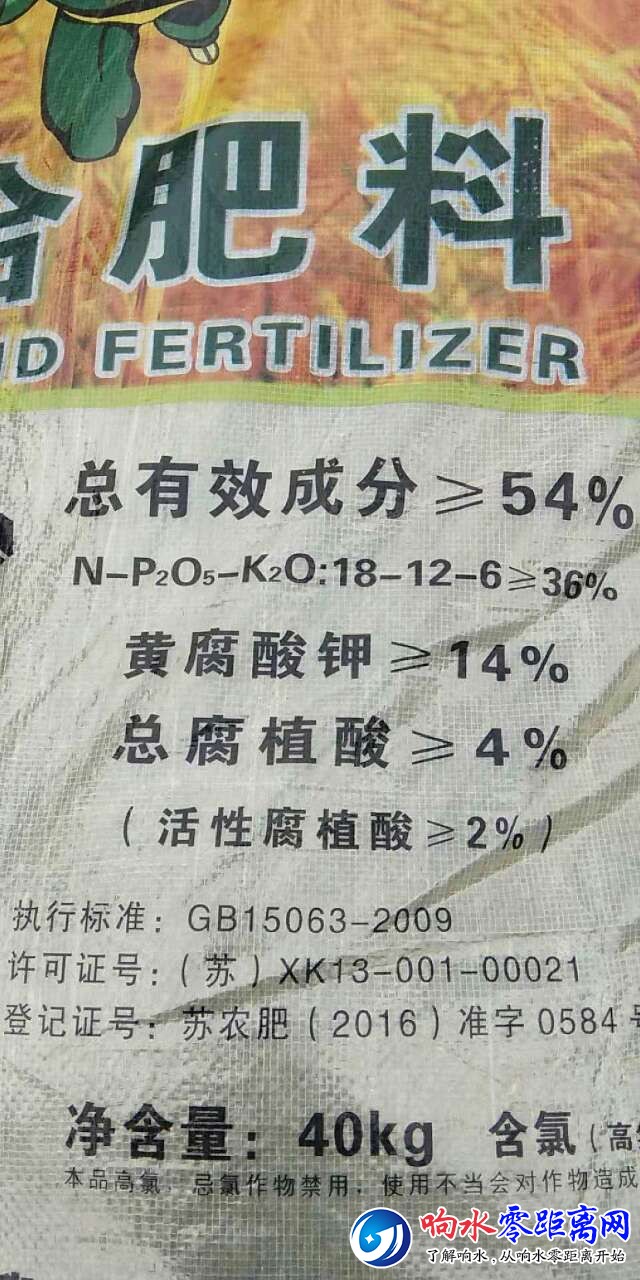 合肥料
ND FERTILIZER
总有效成分≥54%
N-P₂O₅-K₂O:18-12-6≥36%
黄腐酸钾≥14%
总腐植酸≥4%
(活性腐植酸≥2%)
执行标准:GB15063-2009
许可证号:(苏)XK13-001-00021
登记证号:苏农肥(2016)准字0584号
净含量:40kg 含氯(高
本品高氯,忌氯作物禁用,使用不当会对作物造成
响水零距离网
了解响水,从响水零距离开始